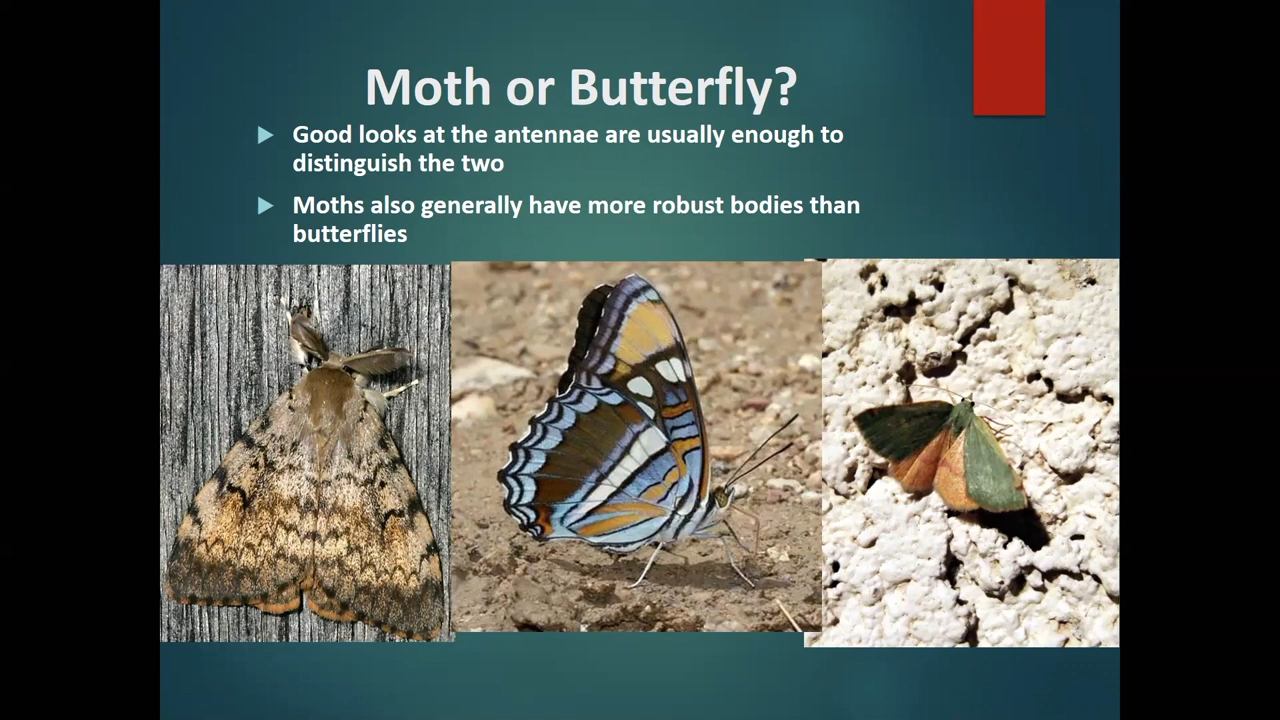 Moth or Butterfly?
Good looks at the antennae are usually enough to
distinguish the two
Moths also generally have more robust bodies than
butterflies